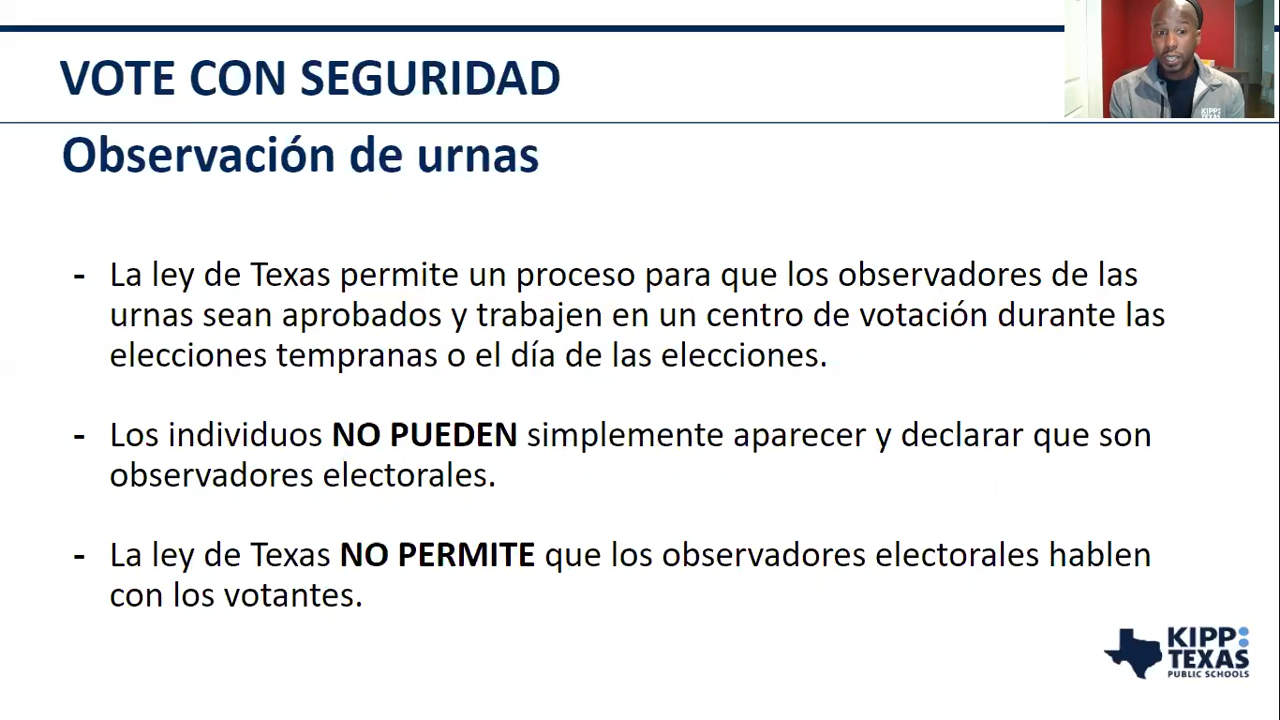 VOTE CON SEGURIDAD
Observación de urnas
- La ley de Texas permite un proceso para que los observadores de las
urnas sean aprobados y trabajen en un centro de votación durante las
elecciones tempranas o el día de las elecciones.
- Los individuos NO PUEDEN simplemente aparecer y declarar que son
observadores electorales.
- La ley de Texas NO PERMITE que los observadores electorales hablen
con los votantes.
KIPP:
TEXAS
PUBLIC SCHOOLS
KIPP:
TEXAS